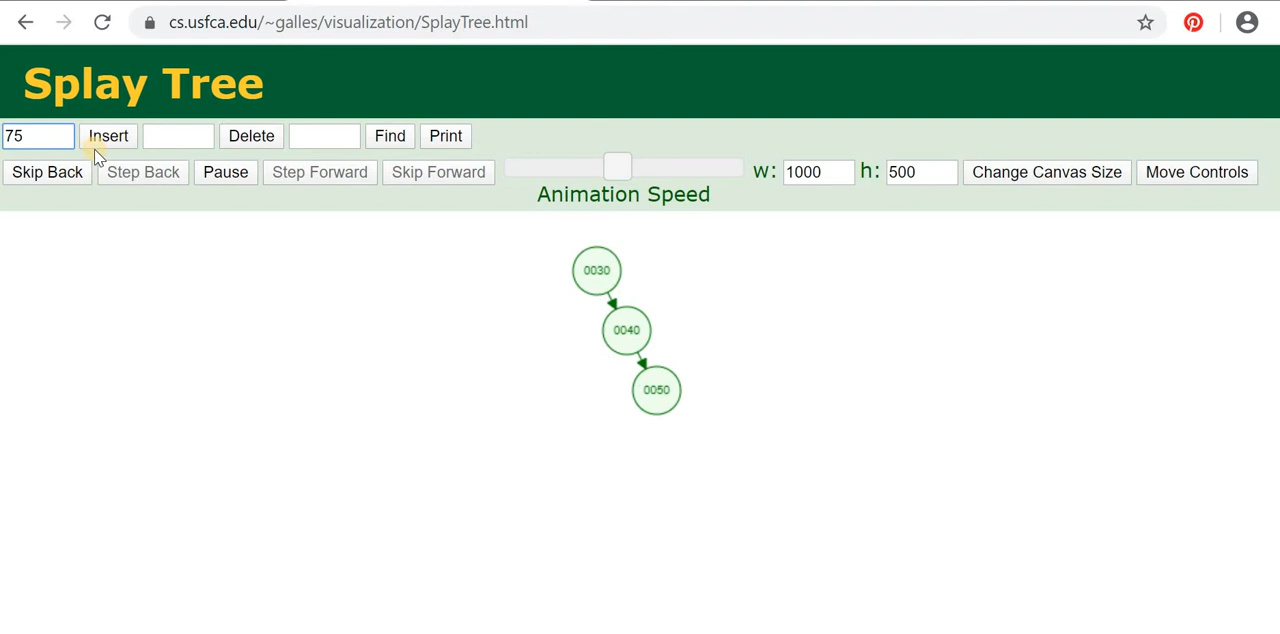 cs.usfca.edu/~galles/visualization/SplayTree.html
Splay Tree
75 Insert Delete Find Print
Skip Back Step Back Pause Step Forward Skip Forward w: 1000 h: 500 Change Canvas Size Move Controls
Animation Speed
0030
0040
0050